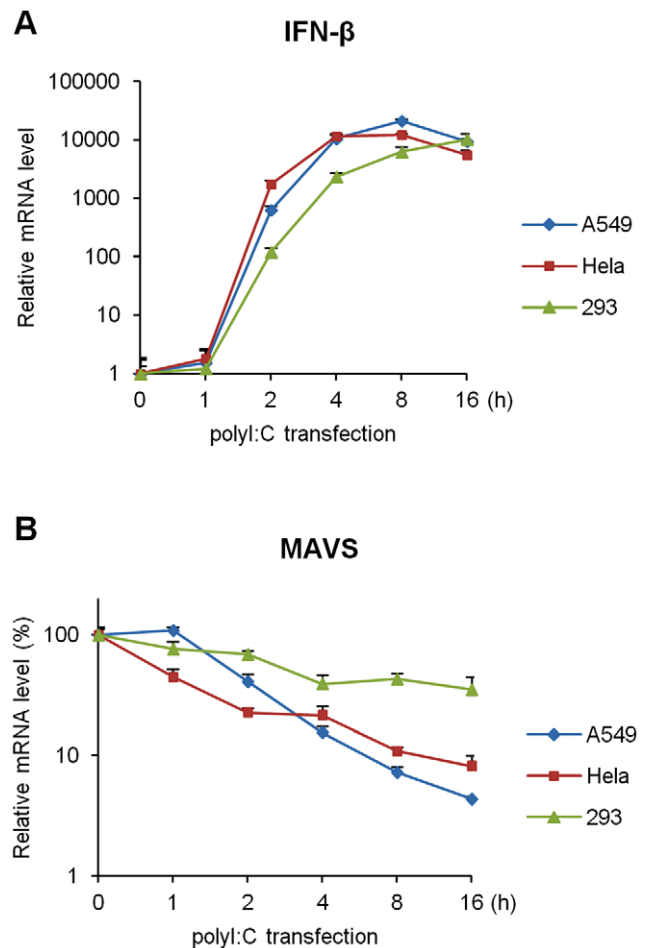 A
IFN-β
Relative mRNA level
100000
10000
1000
100
10
1
0 1 2 4 8 16 (h)
polyI:C transfection
A549
Hela
293
B
MAVS
Relative mRNA level (%)
100
10
1
0 1 2 4 8 16 (h)
polyI:C transfection
A549
Hela
293